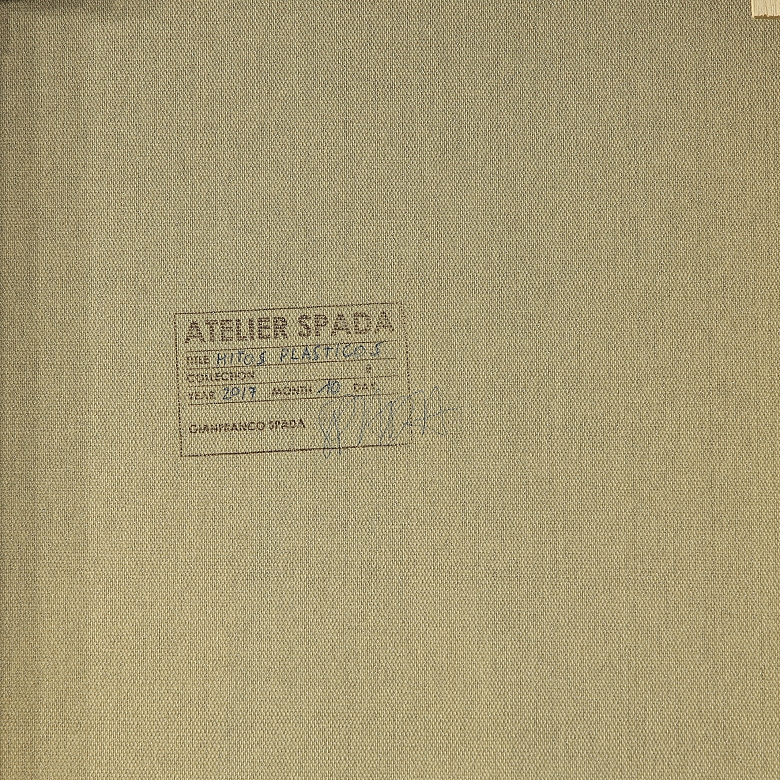 ATELIER SPADA
TITLE HITOS PLASTICOS
COLLECTION
YEAR 2017 MONTH 10 DAY
GIANFRANCO SPADA